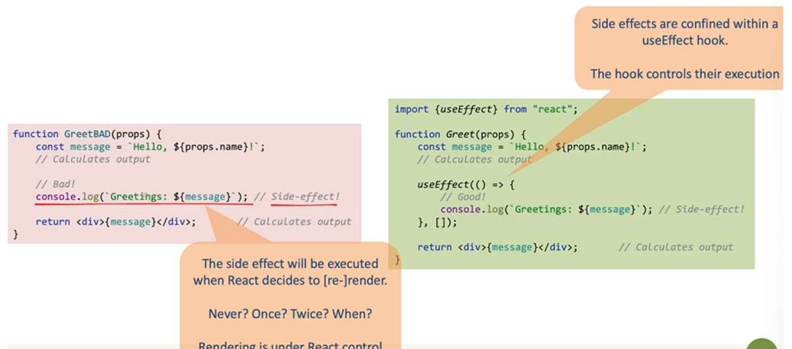 Side effects are confined within a
useEffect hook.
The hook controls their execution
function GreetBAD(props) {
const message = `Hello, ${props.name}!`;
// Calculates output
// Bad!
console.log(`Greetings: ${message}`); // Side-effect!
return <div>{message}</div>; // Calculates output
}
The side effect will be executed
when React decides to [re-]render.
Never? Once? Twice? When?
Rendering is under React control
import {useEffect} from "react";
function Greet(props) {
const message = `Hello, ${props.name}!`;
// Calculates output
useEffect(() => {
// Good!
console.log(`Greetings: ${message}`); // Side-effect!
}, []);
return <div>{message}</div>; // Calculates output
}